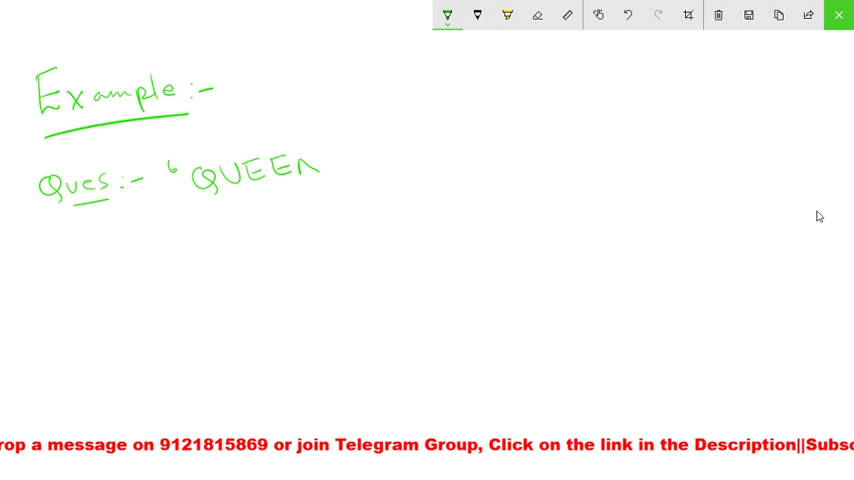 Example :-
Ques :- ‘ QUEEN
rop a message on 9121815869 or join Telegram Group, Click on the link in the Description||Subsc